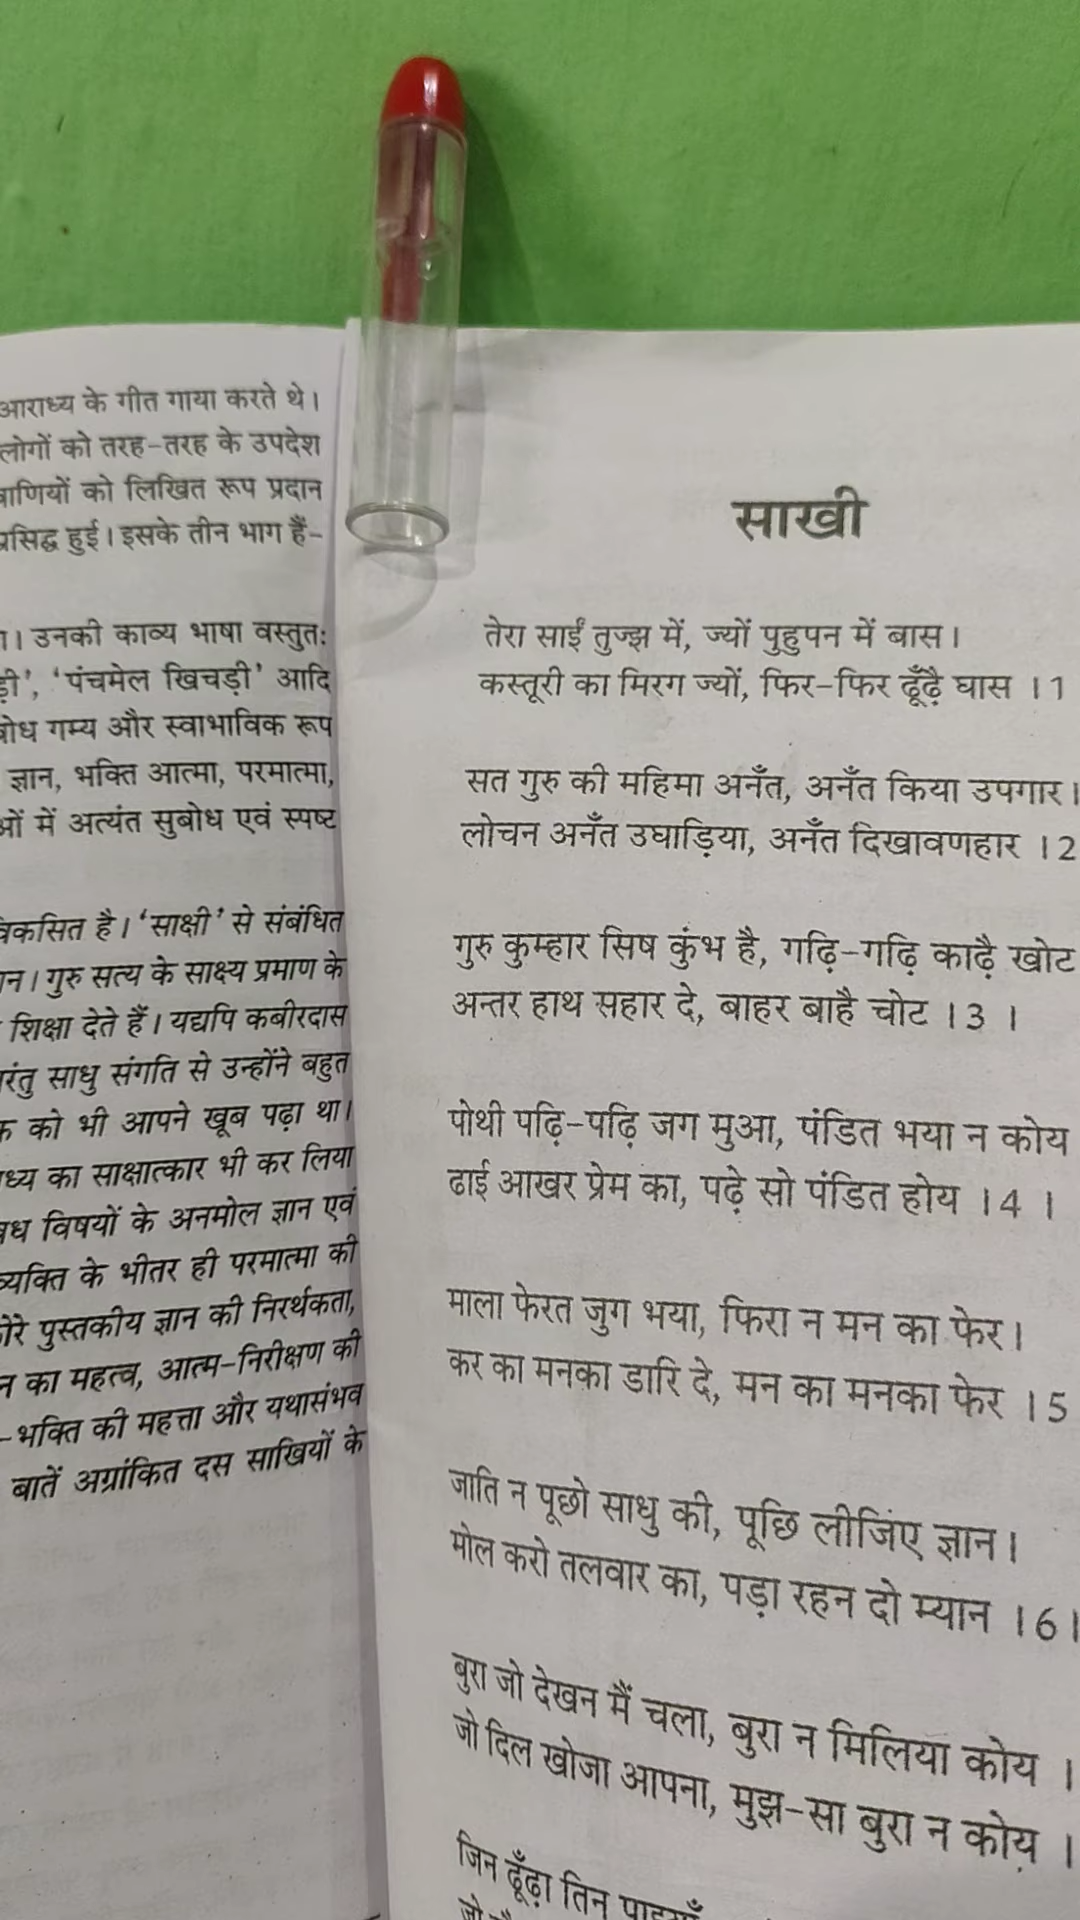 आराध्य के गीत गाया करते थे।
लोगों को तरह-तरह के उपदेश
को लिखित रूप प्रदान
हुई। इसके तीन भाग हैं-
उनकी काव्य भाषा वस्तुतः
'पंचमेल खिचड़ी' आदि
गम्य और स्वाभाविक रूप
ज्ञान, भक्ति आत्मा, परमात्मा,
में अत्यंत सुबोध एवं स्पष्ट
है। 'साक्षी' से संबंधित
गुरु सत्य के साक्ष्य प्रमाण के
शिक्षा देते हैं। यद्यपि कबीरदास
साधु संगति से उन्होंने बहुत
को भी आपने खूब पढ़ा था।
का साक्षात्कार भी कर लिया
विषयों के अनमोल ज्ञान एवं
के भीतर ही परमात्मा की
पुस्तकीय ज्ञान की निरर्थकता,
का महत्व, आत्म-निरीक्षण की
-भक्ति की महत्ता और यथासंभव
बातें अग्रांकित दस साखियों के
साखी
तेरा साईं तुज्झ में, ज्यों पुहुपन में बास।
कस्तूरी का मिरग ज्यों, फिर-फिर ढूँढ़ै घास ।1
सत गुरु की महिमा अनँत, अनँत किया उपगार।
लोचन अनँत उघाड़िया, अनँत दिखावणहार ।2
गुरु कुम्हार सिष कुंभ है, गढ़ि-गढ़ि काढ़ै खोट
अन्तर हाथ सहार दे, बाहर बाहै चोट ।3।
पोथी पढ़ि-पढ़ि जग मुआ, पंडित भया न कोय
ढाई आखर प्रेम का, पढ़े सो पंडित होय ।4।
माला फेरत जुग भया, फिरा न मन का फेर।
कर का मनका डारि दे, मन का मनका फेर ।5
जाति न पूछो साधु की, पूछि लीजिए ज्ञान।
मोल करो तलवार का, पड़ा रहन दो म्यान ।6।
बुरा जो देखन मैं चला, बुरा न मिलिया कोय ।
जो दिल खोजा आपना, मुझ-सा बुरा न कोय ।
जिन ढूँढ़ा तिन